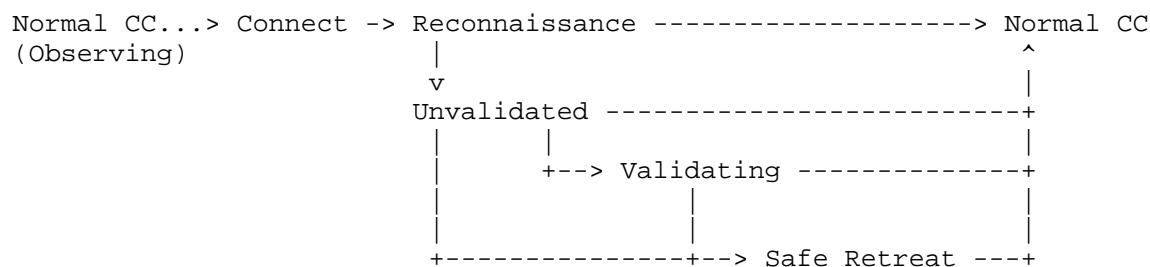 Normal CC...> Connect -> Reconnaissance --------------------> Normal CC
(Observing)                |                                     ^
                           v                                     |
                         Unvalidated --------------------------+
                           |      |                              |
                           |      +--> Validating --------------+
                           |               |                     |
                           |               |                     |
                           +---------------+--> Safe Retreat ---+